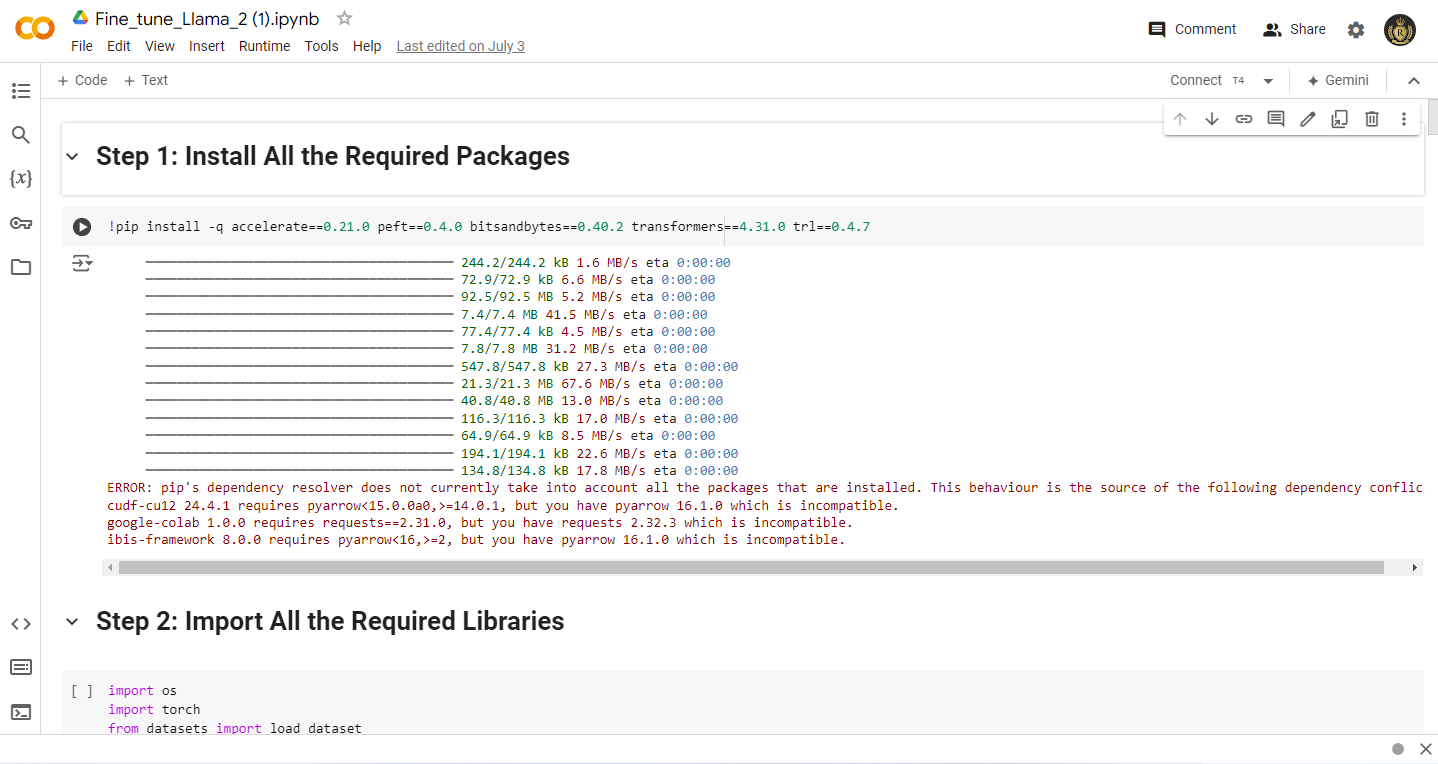 Fine_tune_Llama_2 (1).ipynb
File Edit View Insert Runtime Tools Help Last edited on July 3
Comment Share
+ Code + Text
Connect T4 Gemini
Step 1: Install All the Required Packages
!pip install -q accelerate==0.21.0 peft==0.4.0 bitsandbytes==0.40.2 transformers==4.31.0 trl==0.4.7
244.2/244.2 kB 1.6 MB/s eta 0:00:00
72.9/72.9 kB 6.6 MB/s eta 0:00:00
92.5/92.5 MB 5.2 MB/s eta 0:00:00
7.4/7.4 MB 41.5 MB/s eta 0:00:00
77.4/77.4 kB 4.5 MB/s eta 0:00:00
7.8/7.8 MB 31.2 MB/s eta 0:00:00
547.8/547.8 kB 27.3 MB/s eta 0:00:00
21.3/21.3 MB 67.6 MB/s eta 0:00:00
40.8/40.8 MB 13.0 MB/s eta 0:00:00
116.3/116.3 kB 17.0 MB/s eta 0:00:00
64.9/64.9 kB 8.5 MB/s eta 0:00:00
194.1/194.1 kB 22.6 MB/s eta 0:00:00
134.8/134.8 kB 17.8 MB/s eta 0:00:00
ERROR: pip's dependency resolver does not currently take into account all the packages that are installed. This behaviour is the source of the following dependency conflic
cudf-cu12 24.4.1 requires pyarrow<15.0.0a0,>=14.0.1, but you have pyarrow 16.1.0 which is incompatible.
google-colab 1.0.0 requires requests==2.31.0, but you have requests 2.32.3 which is incompatible.
ibis-framework 8.0.0 requires pyarrow<16,>=2, but you have pyarrow 16.1.0 which is incompatible.
Step 2: Import All the Required Libraries
[ ] import os
import torch
from datasets import load_dataset